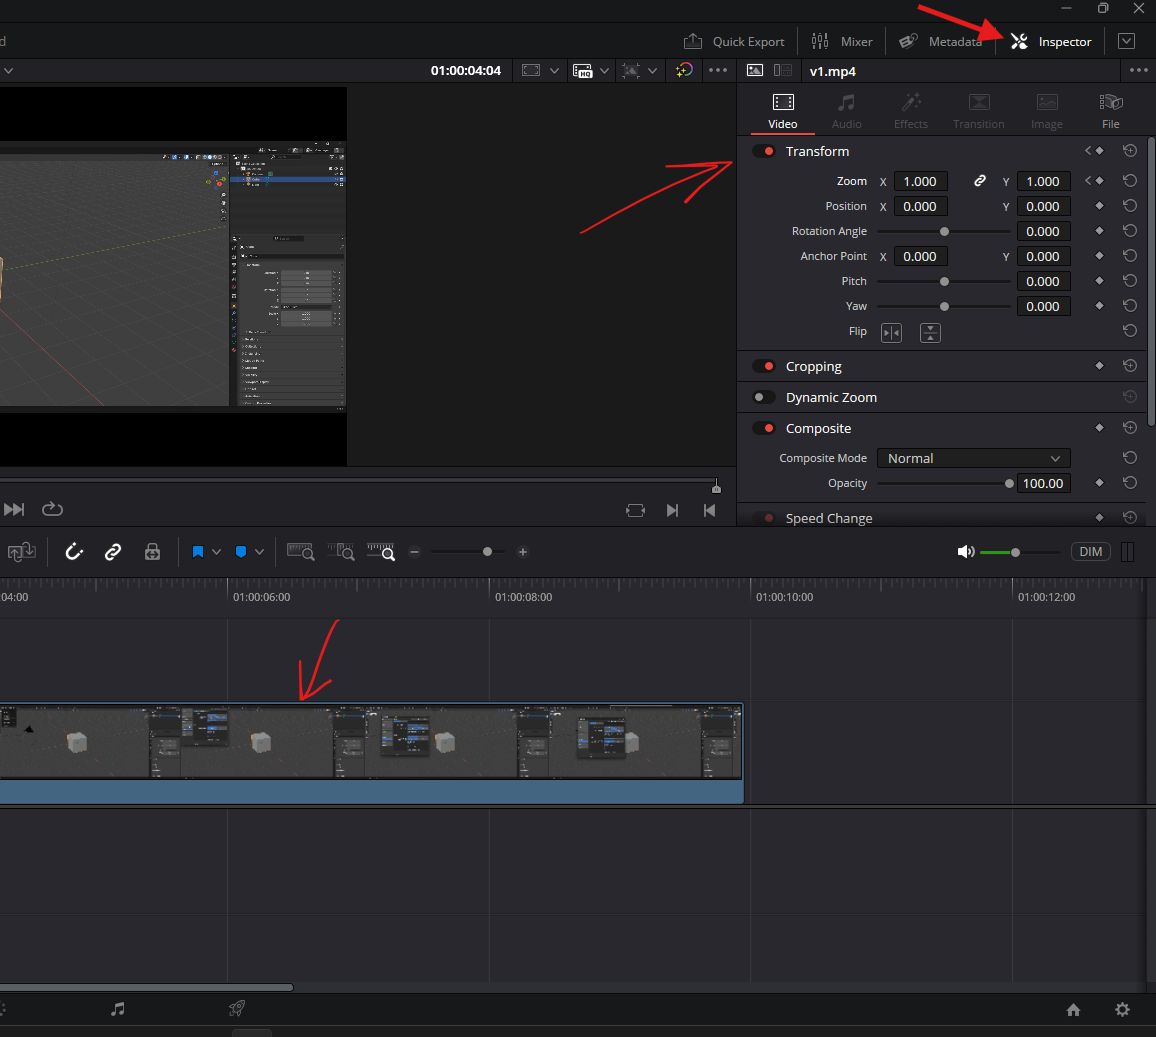 d
Quick Export Mixer Metadata Inspector
01:00:04:04 HQ v1.mp4
Video Audio Effects Transition Image File
Transform
Zoom X 1.000 Y 1.000
Position X 0.000 Y 0.000
Rotation Angle 0.000
Anchor Point X 0.000 Y 0.000
Pitch 0.000
Yaw 0.000
Flip
Cropping
Dynamic Zoom
Composite
Composite Mode Normal
Opacity 100.00
Speed Change
DIM
04:00 01:00:06:00 01:00:08:00 01:00:10:00 01:00:12:00